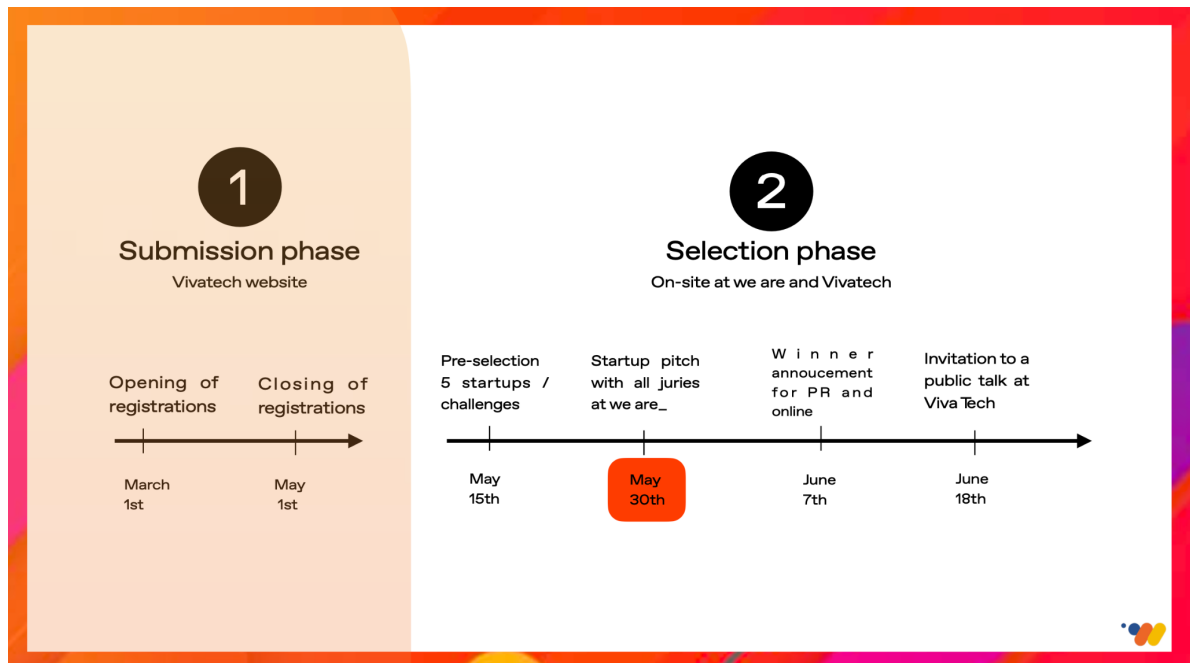 1
Submission phase
Vivatech website
Opening of
registrations
Closing of
registrations
March
1st
May
1st
2
Selection phase
On-site at we are and Vivatech
Pre-selection
5 startups /
challenges
Startup pitch
with all juries
at we are_
Winner
annoucement
for PR and
online
Invitation to a
public talk at
Viva Tech
May
15th
May
30th
June
7th
June
18th